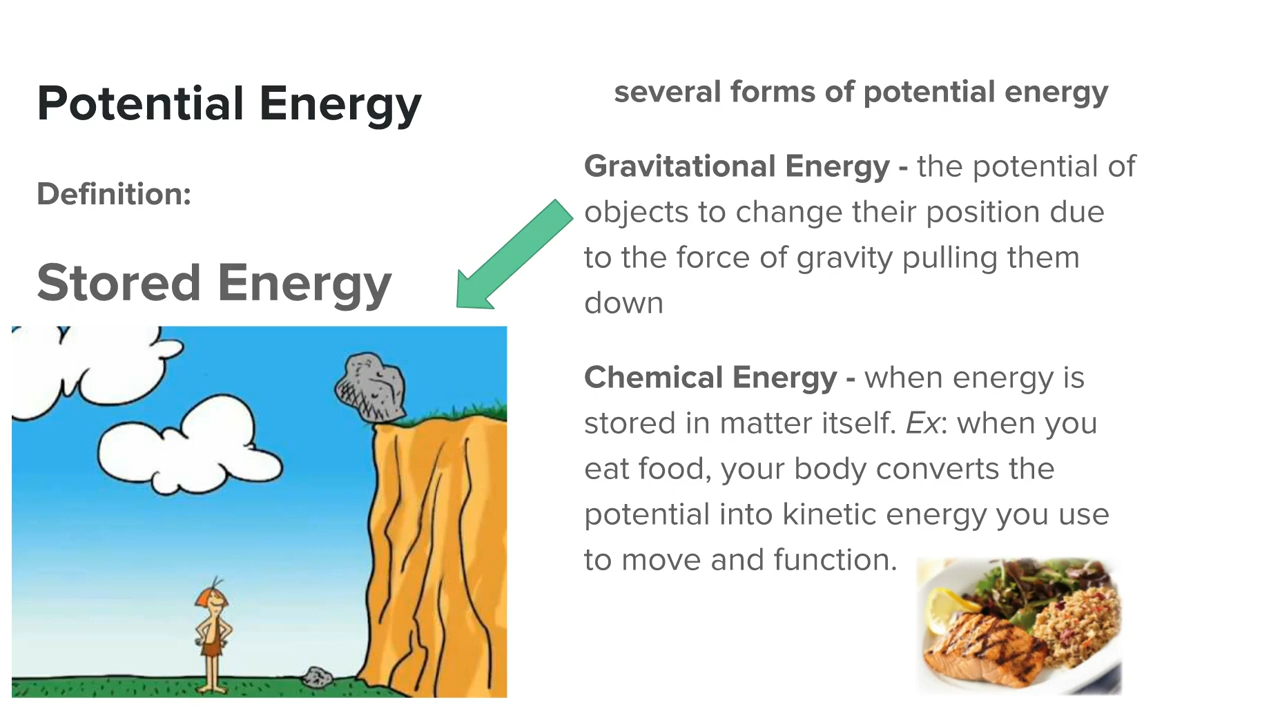 Potential Energy
Definition:
Stored Energy
several forms of potential energy
Gravitational Energy - the potential of
objects to change their position due
to the force of gravity pulling them
down
Chemical Energy - when energy is
stored in matter itself. Ex: when you
eat food, your body converts the
potential into kinetic energy you use
to move and function.